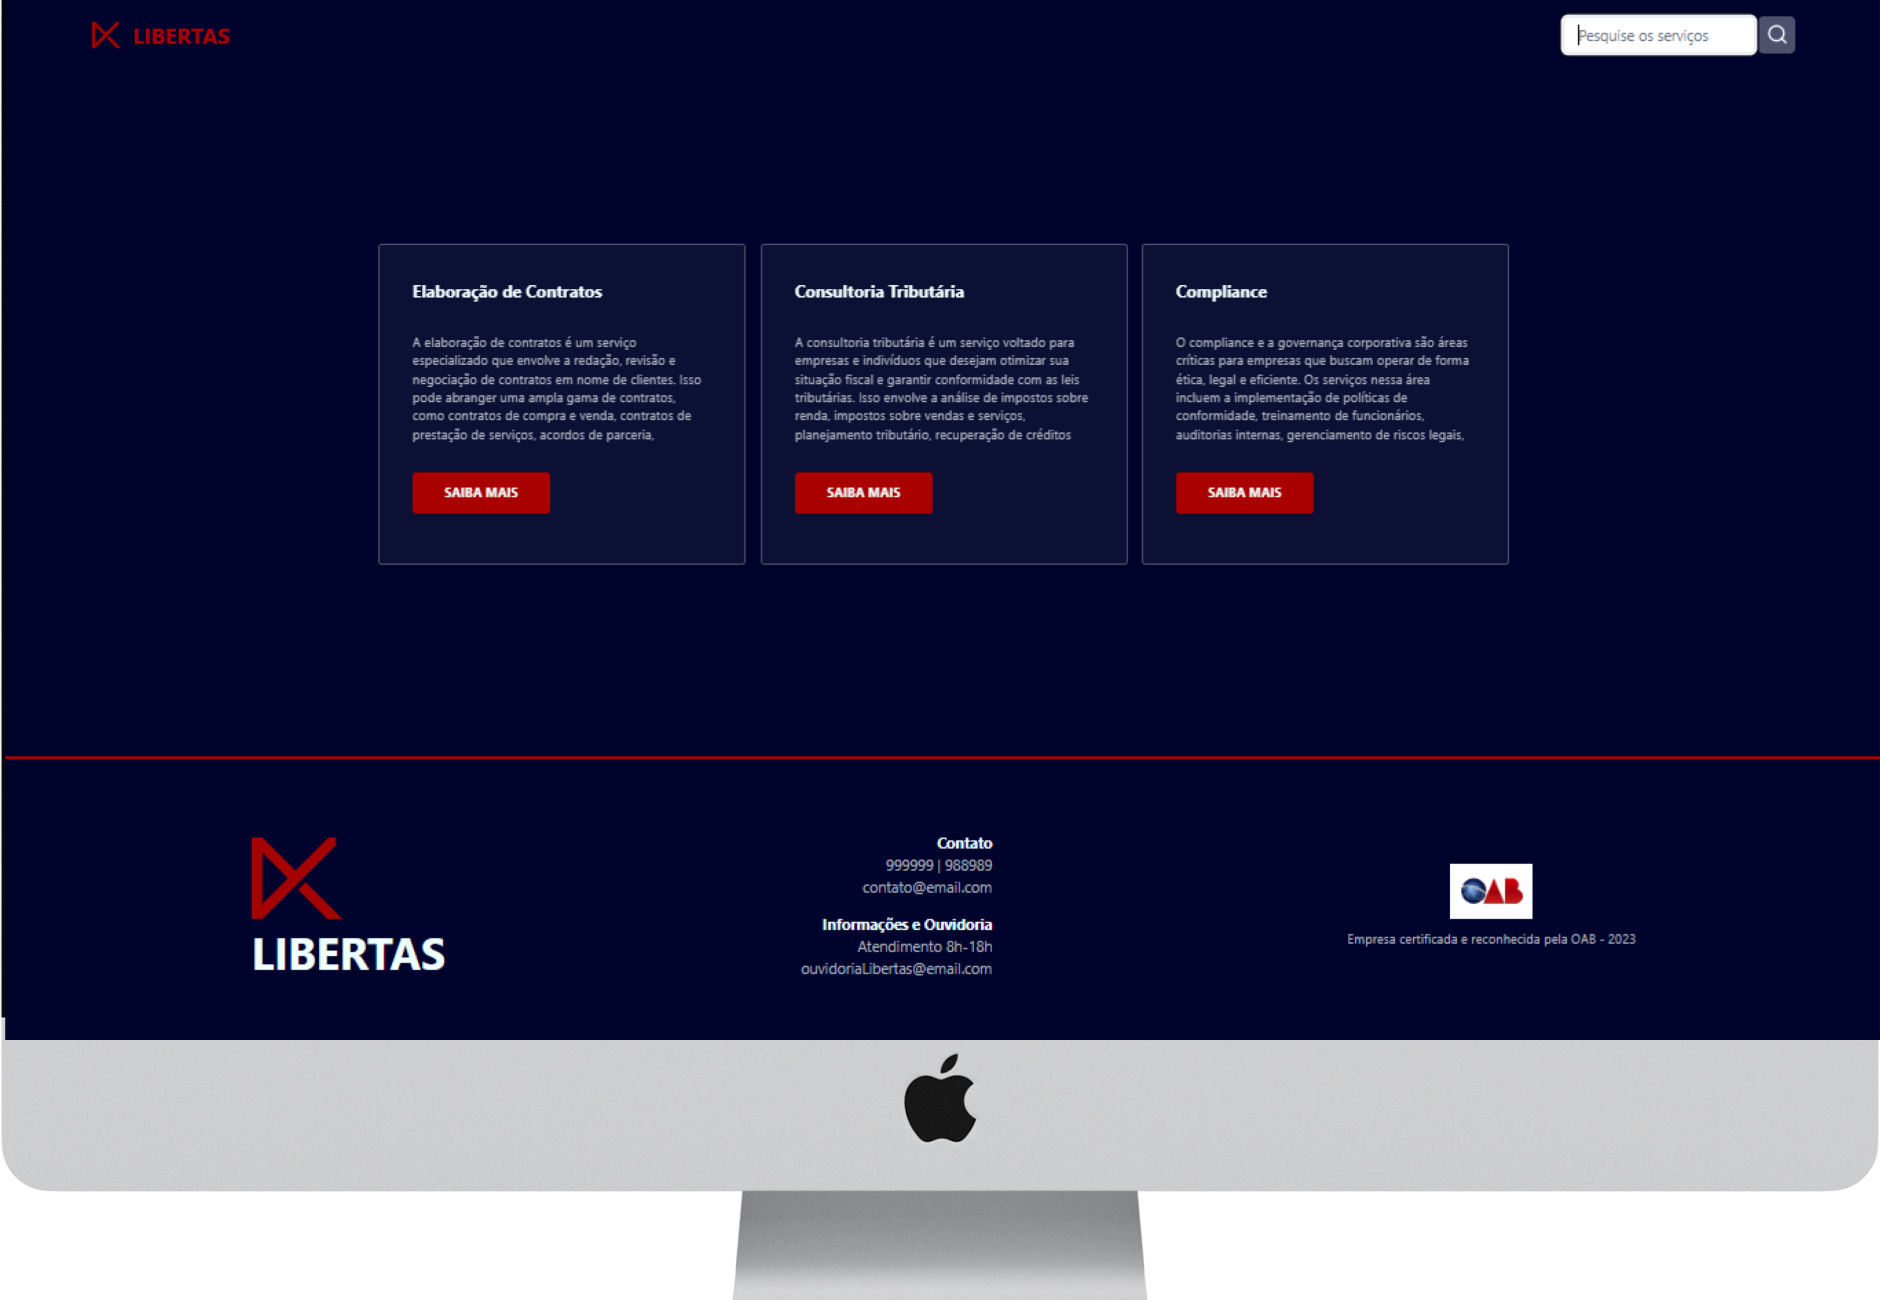 LIBERTAS
Pesquise os serviços
Elaboração de Contratos
A elaboração de contratos é um serviço
especializado que envolve a redação, revisão e
negociação de contratos em nome de clientes. Isso
pode abranger uma ampla gama de contratos,
como contratos de compra e venda, contratos de
prestação de serviços, acordos de parceria,
SAIBA MAIS
Consultoria Tributária
A consultoria tributária é um serviço voltado para
empresas e indivíduos que desejam otimizar sua
situação fiscal e garantir conformidade com as leis
tributárias. Isso envolve a análise de impostos sobre
renda, impostos sobre vendas e serviços,
planejamento tributário, recuperação de créditos
SAIBA MAIS
Compliance
O compliance e a governança corporativa são áreas
críticas para empresas que buscam operar de forma
ética, legal e eficiente. Os serviços nessa área
incluem a implementação de políticas de
conformidade, treinamento de funcionários,
auditorias internas, gerenciamento de riscos legais,
SAIBA MAIS
LIBERTAS
Contato
999999 | 988989
contato@email.com
Informações e Ouvidoria
Atendimento 8h-18h
ouvidoriaLibertas@email.com
OAB
Empresa certificada e reconhecida pela OAB - 2023